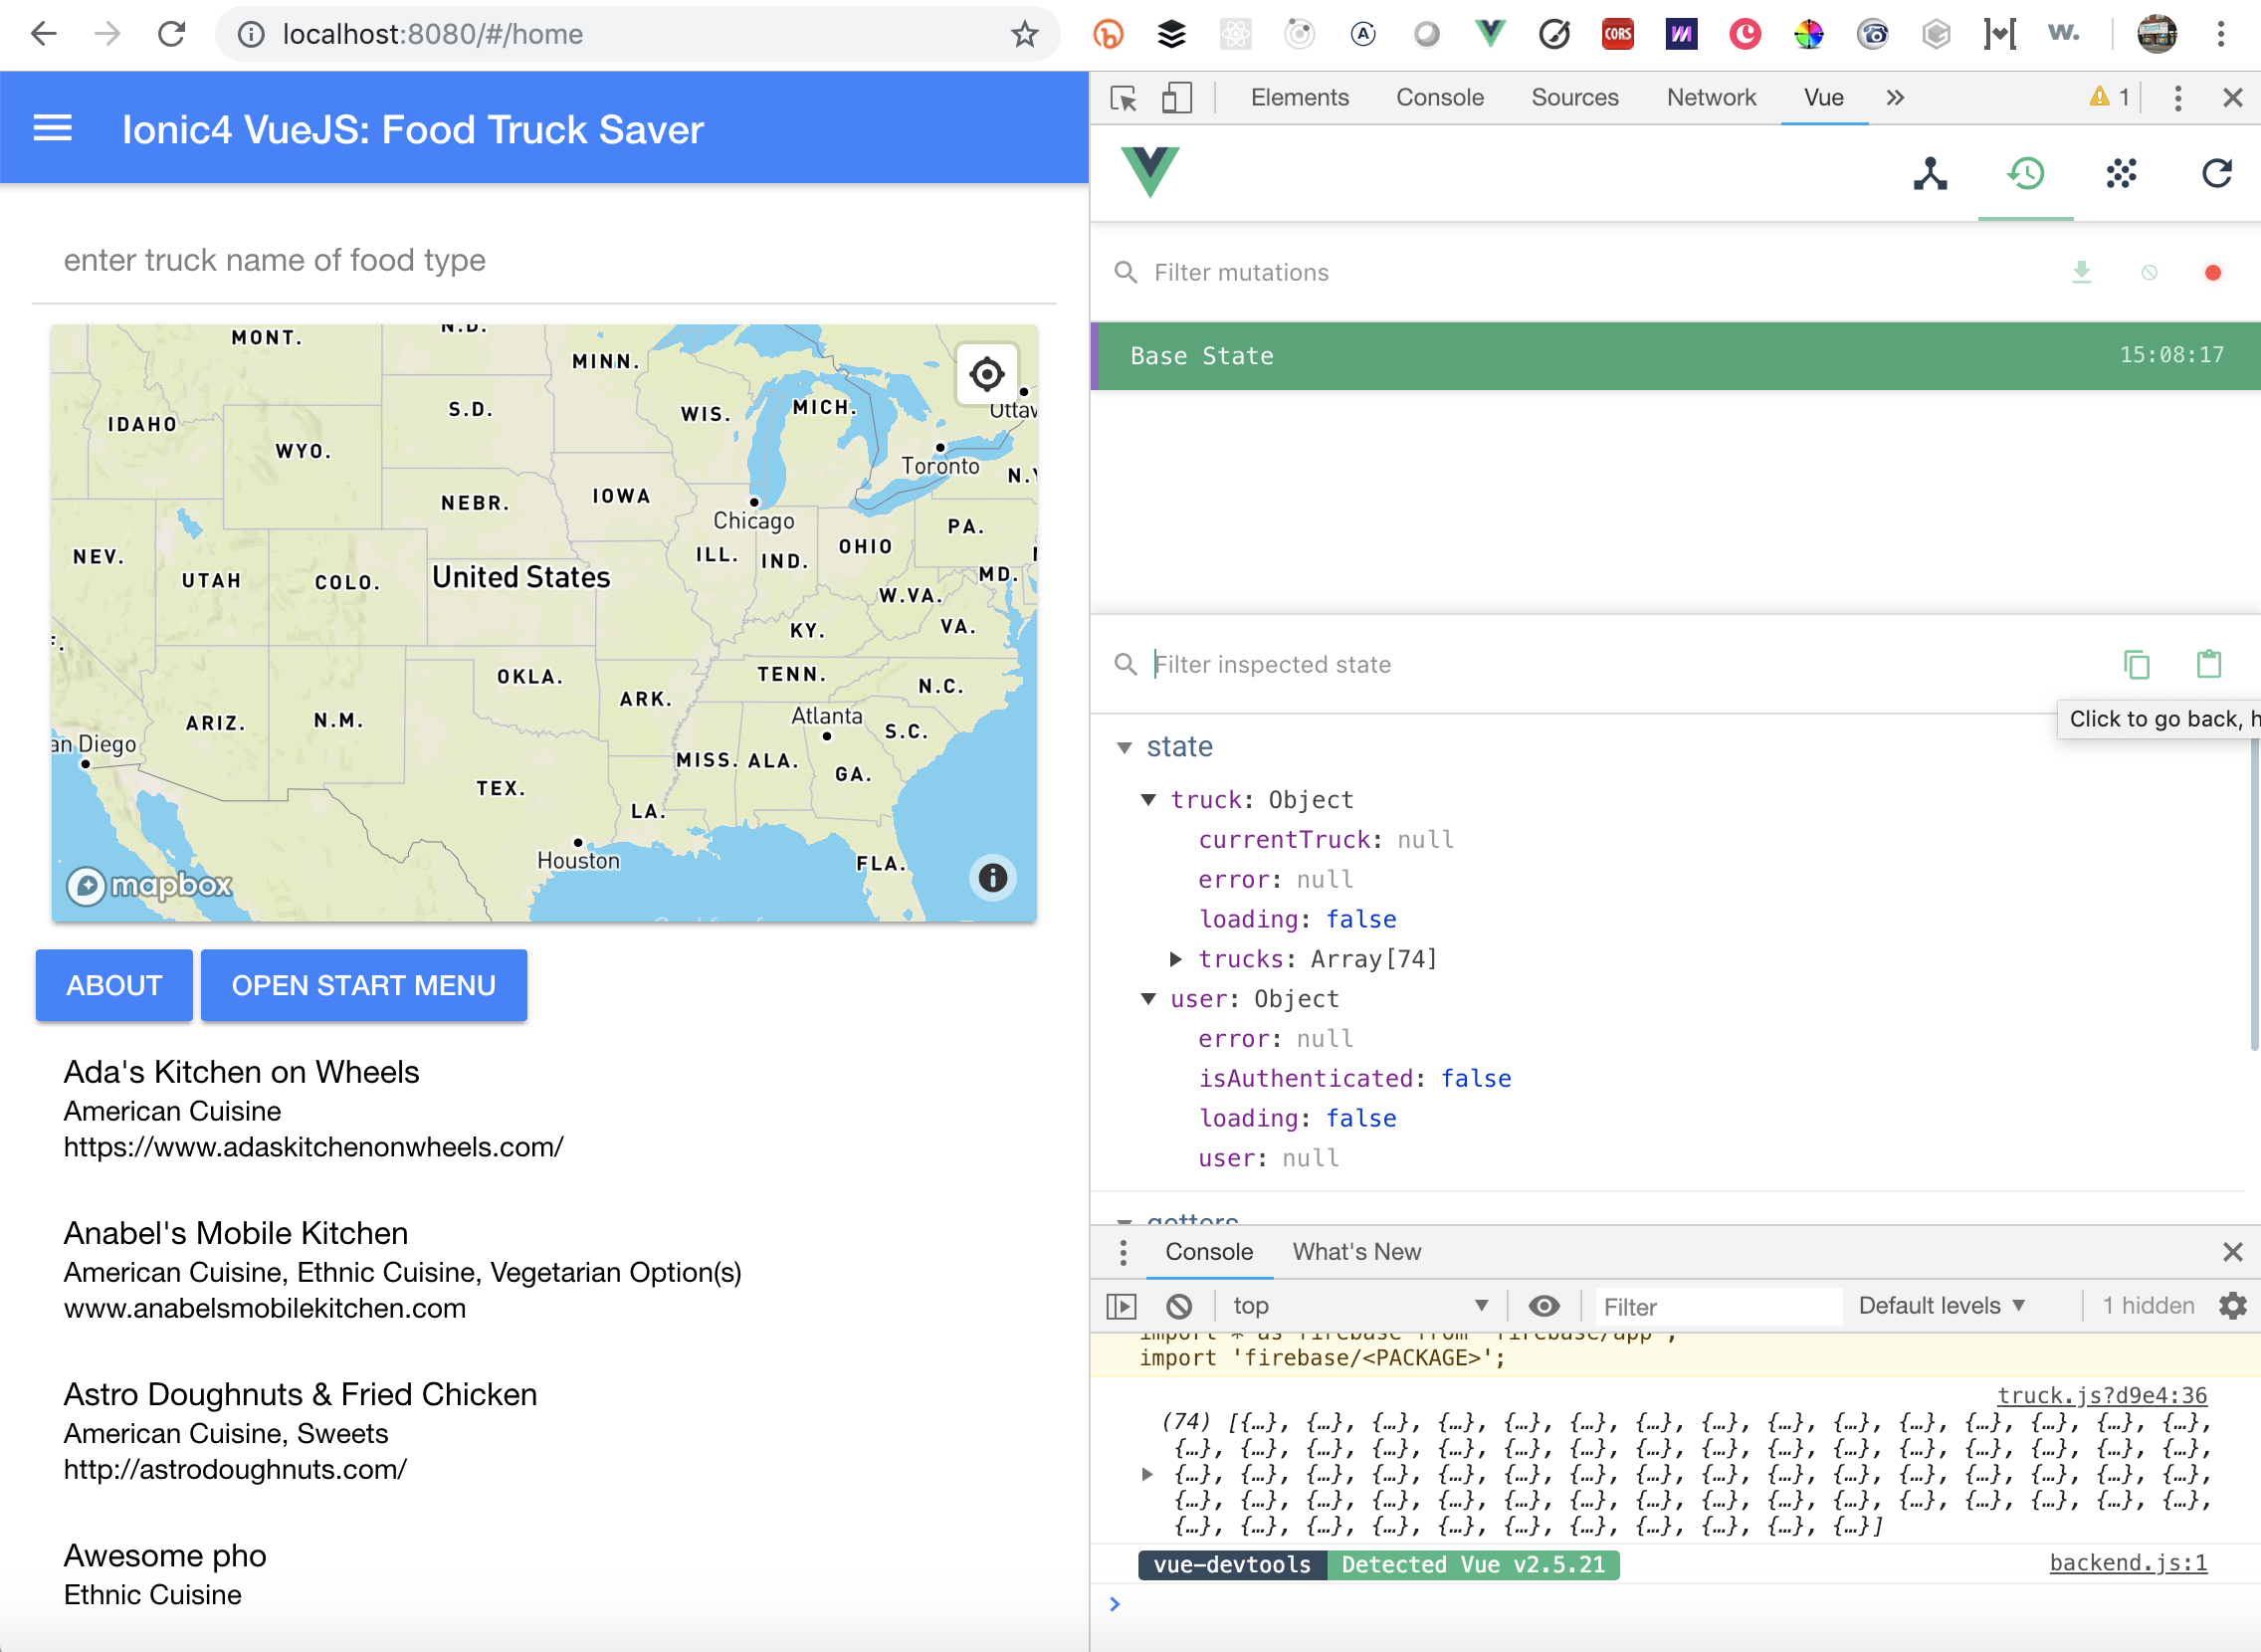 localhost:8080/#/home
CORS
w.
Ionic4 VueJS: Food Truck Saver
enter truck name of food type
MONT.
N.D.
MINN.
IDAHO
WYO.
S.D.
WIS.
MICH.
Toronto
NEBR.
IOWA
Chicago
PA.
NEV.
UTAH
COLO.
United States
ILL.
IND.
OHIO
MD.
W.VA.
KY.
VA.
OKLA.
ARK.
TENN.
N.C.
ARIZ.
N.M.
Atlanta
S.C.
an Diego
MISS.
ALA.
GA.
TEX.
LA.
Houston
FLA.
mapbox
ABOUT
OPEN START MENU
Ada's Kitchen on Wheels
American Cuisine
https://www.adaskitchenonwheels.com/
Anabel's Mobile Kitchen
American Cuisine, Ethnic Cuisine, Vegetarian Option(s)
www.anabelsmobilekitchen.com
Astro Doughnuts & Fried Chicken
American Cuisine, Sweets
http://astrodoughnuts.com/
Awesome pho
Ethnic Cuisine
Elements Console Sources Network Vue » 1
Filter mutations
Base State 15:08:17
Filter inspected state
Click to go back, h
state
truck: Object
currentTruck: null
error: null
loading: false
trucks: Array[74]
user: Object
error: null
isAuthenticated: false
loading: false
user: null
getters
Console What's New
top Filter Default levels 1 hidden
import * as firebase from 'firebase/app';
import 'firebase/<PACKAGE>';
truck.js?d9e4:36
(74) [{…}, {…}, {…}, {…}, {…}, {…}, {…}, {…}, {…}, {…}, {…}, {…}, {…}, {…}, {…},
{…}, {…}, {…}, {…}, {…}, {…}, {…}, {…}, {…}, {…}, {…}, {…}, {…}, {…}, {…}, {…},
{…}, {…}, {…}, {…}, {…}, {…}, {…}, {…}, {…}, {…}, {…}, {…}, {…}, {…}, {…}, {…},
{…}, {…}, {…}, {…}, {…}, {…}, {…}, {…}, {…}, {…}, {…}, {…}, {…}, {…}, {…}, {…},
{…}, {…}, {…}, {…}, {…}, {…}, {…}, {…}, {…}, {…}, {…}]
vue-devtools Detected Vue v2.5.21 backend.js:1